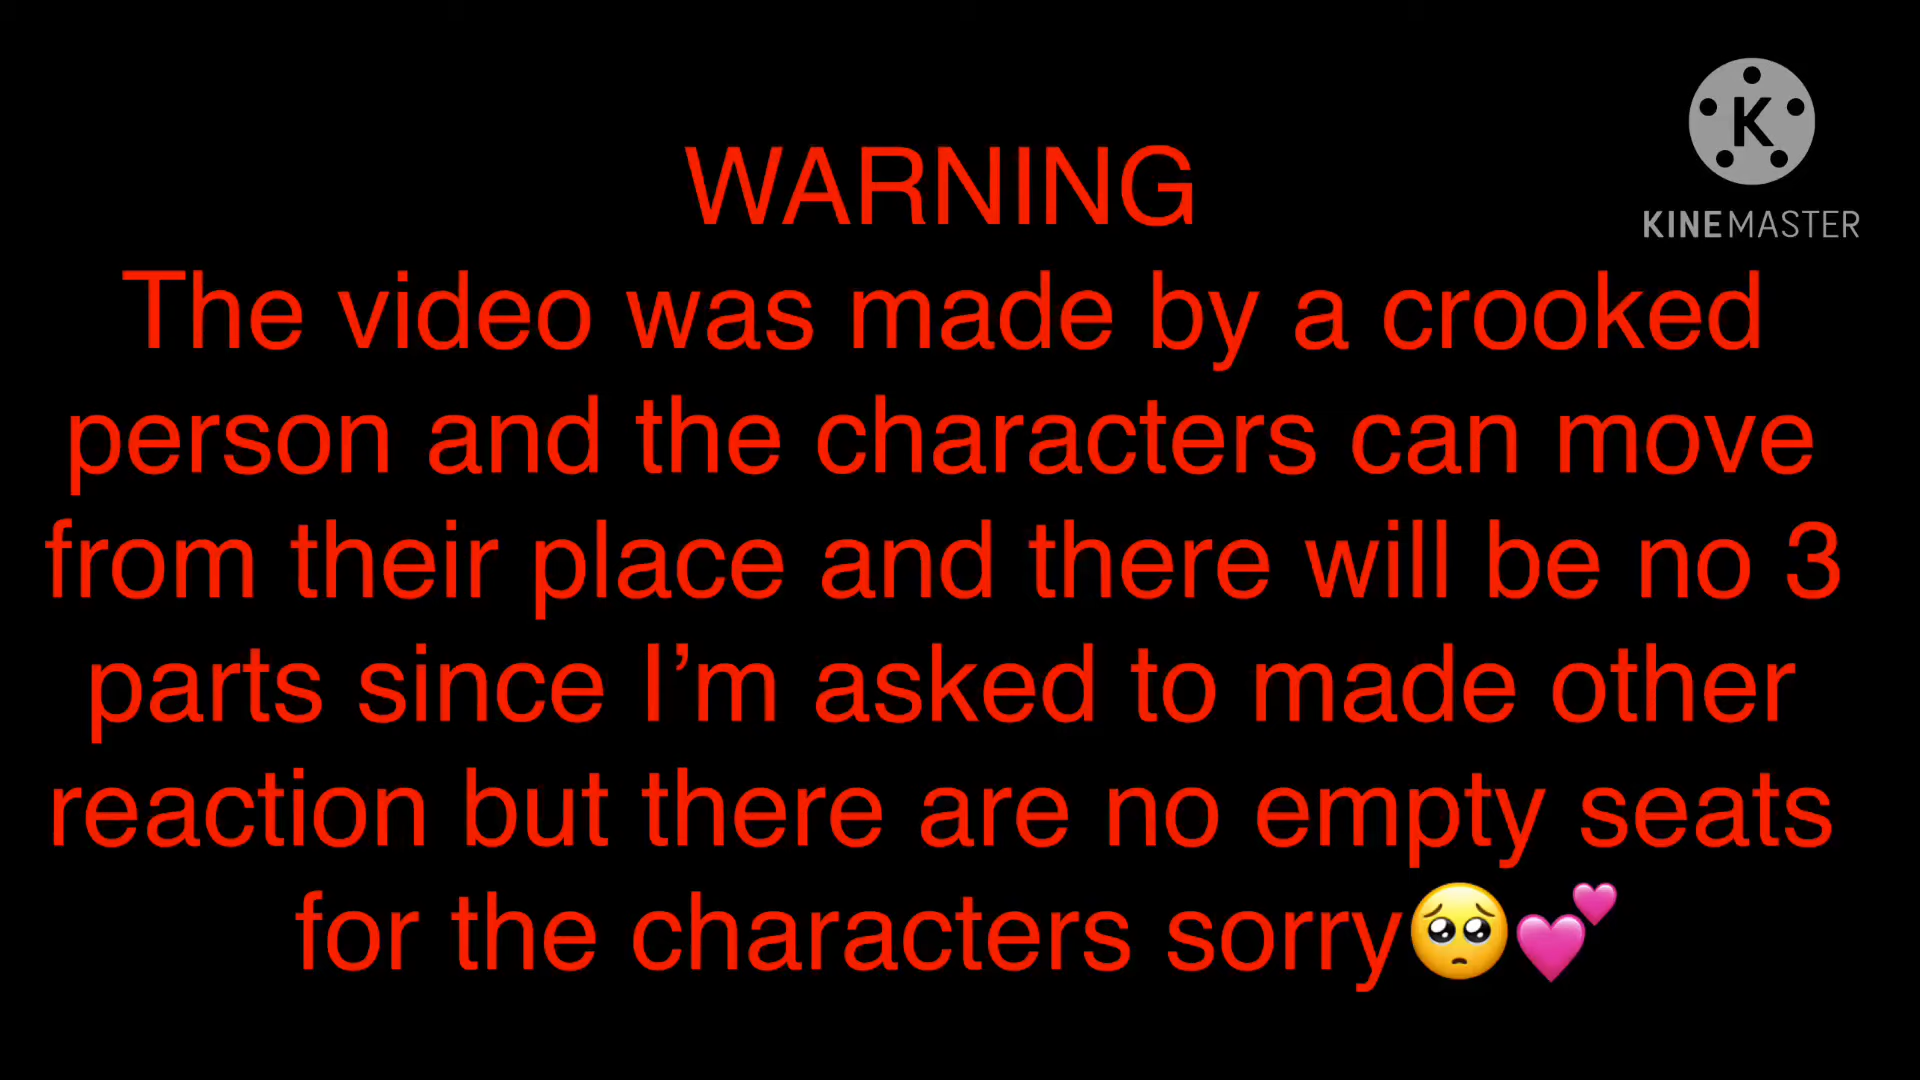 K
KINEMASTER
WARNING
The video was made by a crooked
person and the characters can move
from their place and there will be no 3
parts since I’m asked to made other
reaction but there are no empty seats
for the characters sorry🥺💕